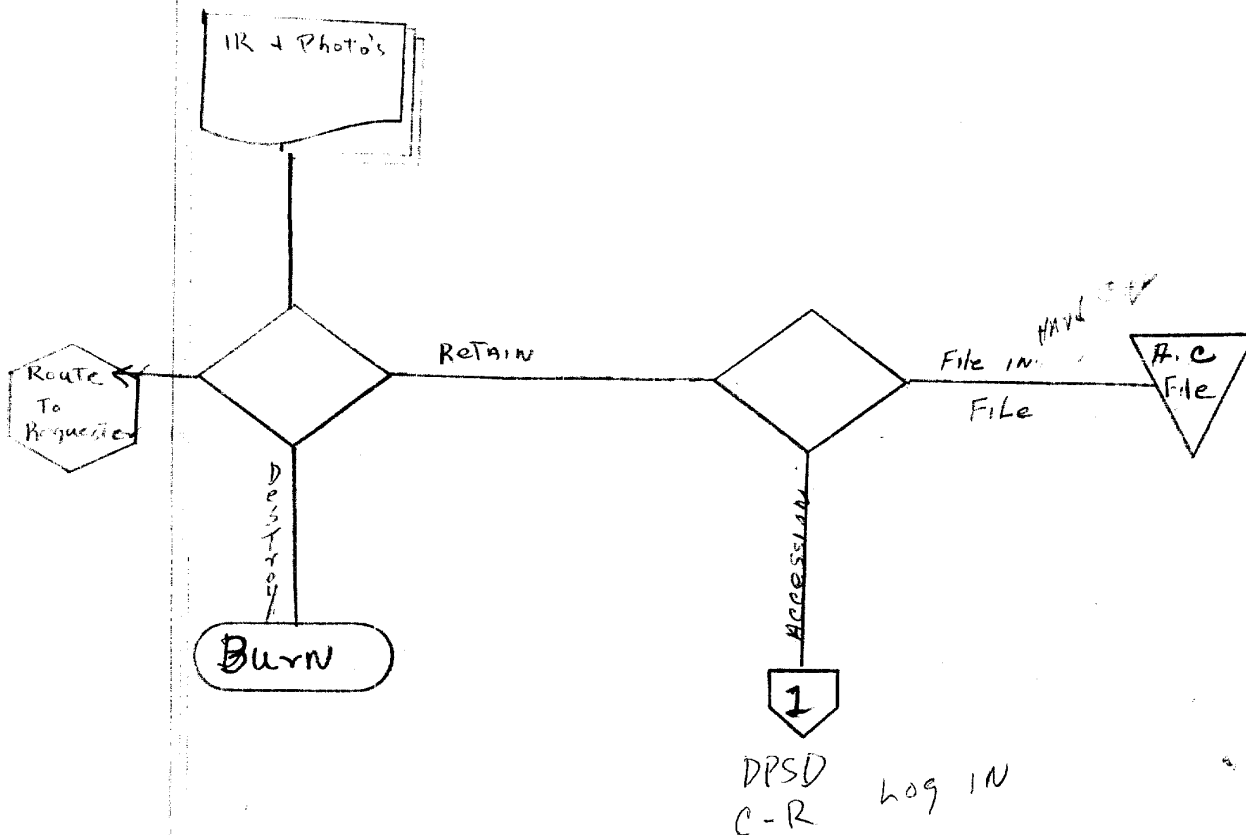 IR + Photo's
Route
To
Requester
ReTAIN
File IN
FILe
A.C
File
DesTroy
Burn
ACCESSION
1
DPSD
C-R
Log IN